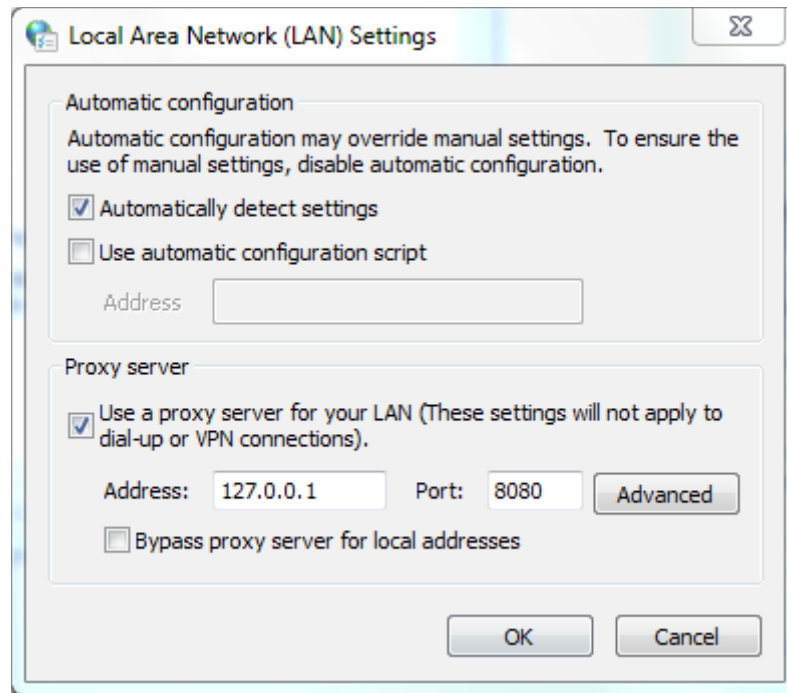 Local Area Network (LAN) Settings
Automatic configuration
Automatic configuration may override manual settings.  To ensure the
use of manual settings, disable automatic configuration.
Automatically detect settings
Use automatic configuration script
Address
Proxy server
Use a proxy server for your LAN (These settings will not apply to
dial-up or VPN connections).
Address: 127.0.0.1 Port: 8080 Advanced
Bypass proxy server for local addresses
OK Cancel